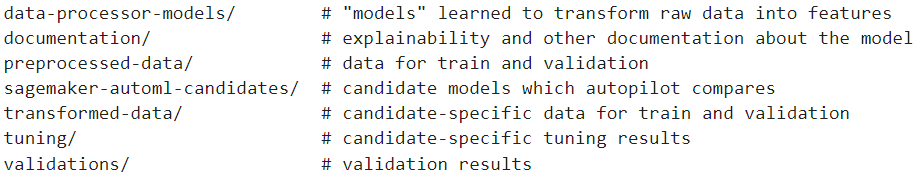 data-processor-models/        # "models" learned to transform raw data into features
documentation/                # explainability and other documentation about the model
preprocessed-data/            # data for train and validation
sagemaker-automl-candidates/  # candidate models which autopilot compares
transformed-data/             # candidate-specific data for train and validation
tuning/                       # candidate-specific tuning results
validations/                  # validation results